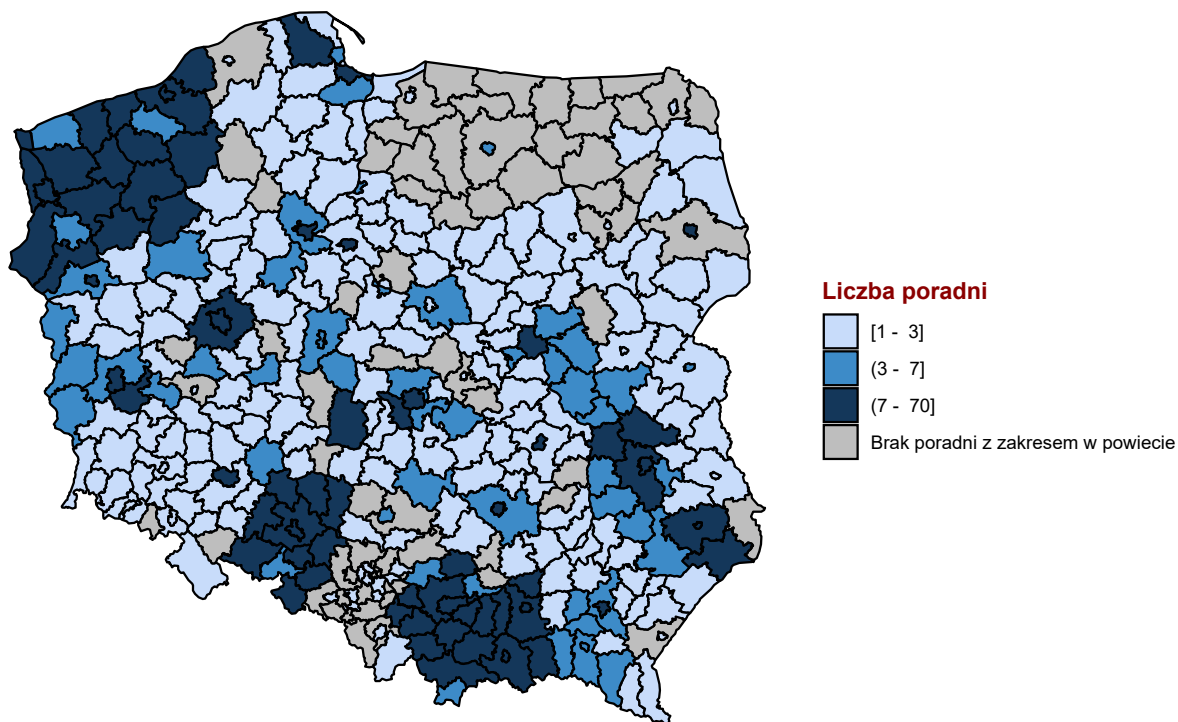 Liczba poradni
[1 - 3]
(3 - 7]
(7 - 70]
Brak poradni z zakresem w powiecie